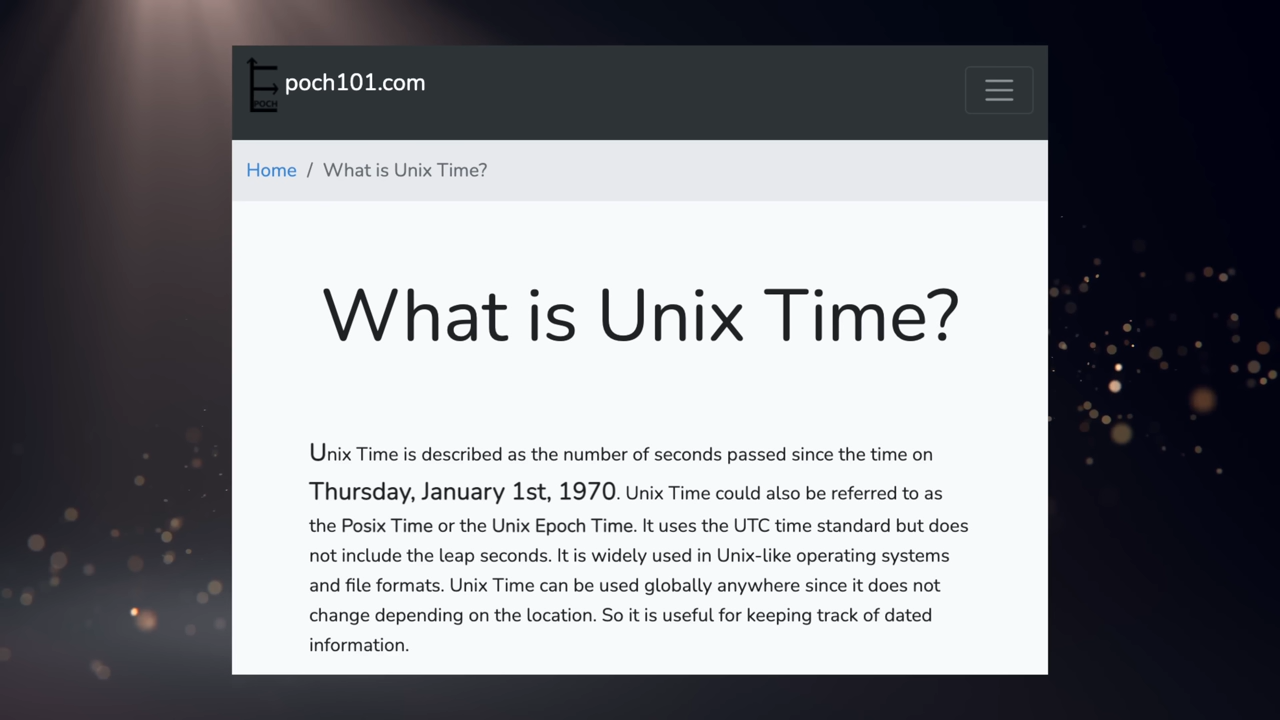 POCH
poch101.com
Home / What is Unix Time?
What is Unix Time?
Unix Time is described as the number of seconds passed since the time on
Thursday, January 1st, 1970. Unix Time could also be referred to as
the Posix Time or the Unix Epoch Time. It uses the UTC time standard but does
not include the leap seconds. It is widely used in Unix-like operating systems
and file formats. Unix Time can be used globally anywhere since it does not
change depending on the location. So it is useful for keeping track of dated
information.